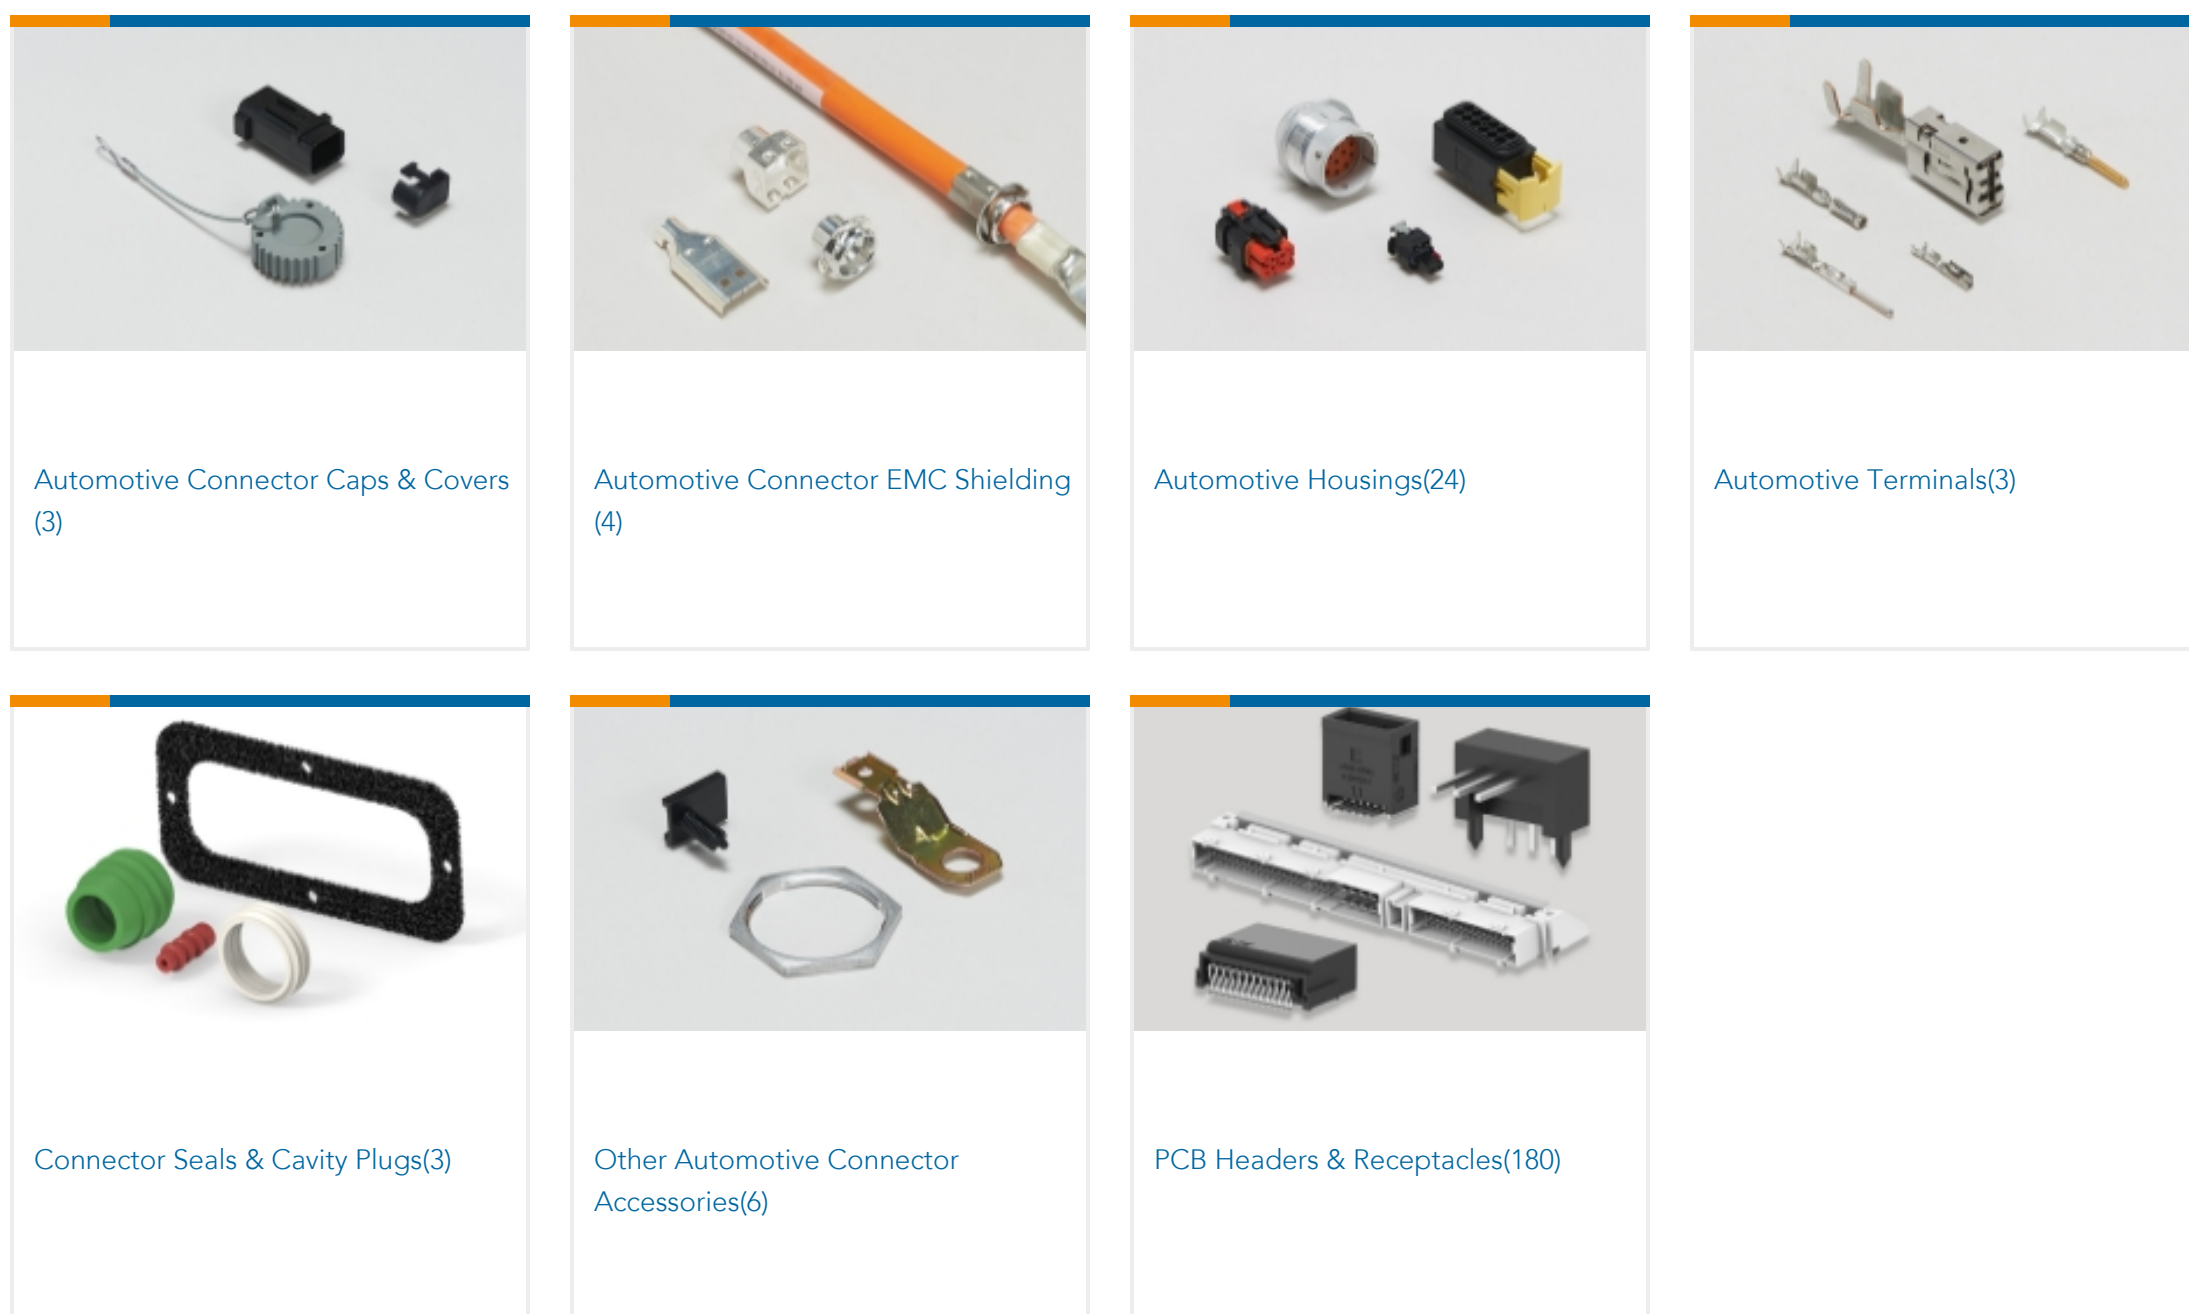 Automotive Connector Caps & Covers
(3)
Automotive Connector EMC Shielding
(4)
Automotive Housings(24)
Automotive Terminals(3)
Connector Seals & Cavity Plugs(3)
Other Automotive Connector
Accessories(6)
PCB Headers & Receptacles(180)